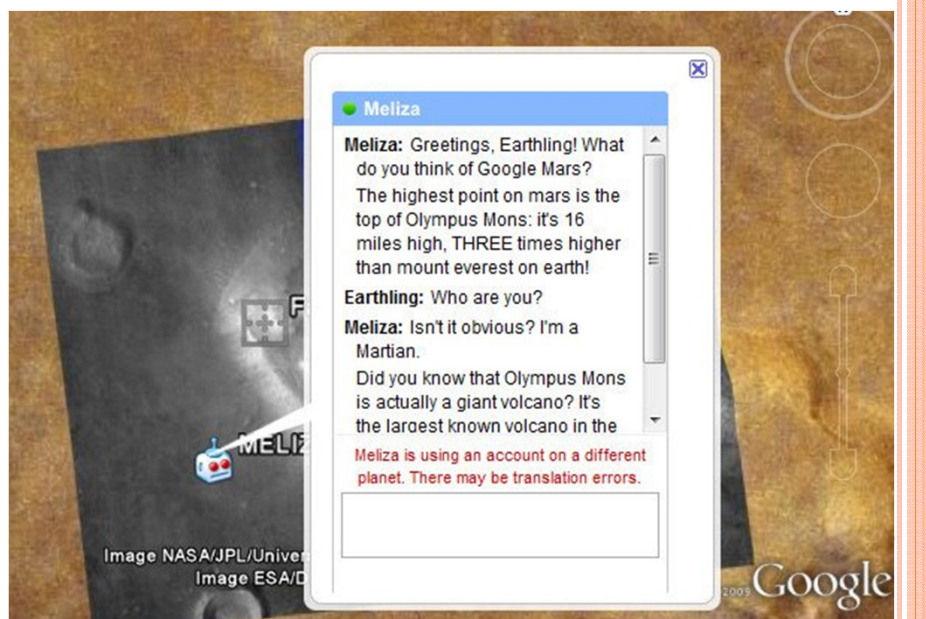 Meliza
Meliza: Greetings, Earthling! What
do you think of Google Mars?
The highest point on mars is the
top of Olympus Mons: it's 16
miles high, THREE times higher
than mount everest on earth!
Earthling: Who are you?
Meliza: Isn't it obvious? I'm a
Martian.
Did you know that Olympus Mons
is actually a giant volcano? It's
the largest known volcano in the
Meliza is using an account on a different
planet. There may be translation errors.
Image NASA/JPL/
Image ESA/
2009 Google